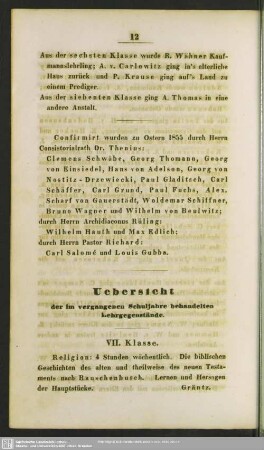 12
Aus der sechsten Klasse wurde R. Wähner Kauf-
mannslehrling; A. v. Carlowitz ging in's elterliche
Haus zurück und P. Krause ging auf's Land zu
einem Prediger.
Aus der siebenten Klasse ging A. Thomas in eine
andere Anstalt.
Confirmirt wurden zu Ostern 1855 durch Herrn
Consistorialrath Dr. Thenius:
Clemens Schwäbe, Georg Thomann, Georg
von Einsiedel, Hans von Adelson, Georg von
Nostitz-Drzewiecki, Paul Gladitsch, Carl
Schäffer, Carl Grund, Paul Fuchs, Alex.
Scharf von Gauerstädt, Woldemar Schiffner,
Bruno Wagner und Wilhelm von Heulwitz;
durch Herrn Archidiaconus Rüling:
Wilhelm Haufh und Max Edlich;
durch Herrn Pastor Richard:
Carl Salomé und Louis Gubbs.
Uebersicht
der im vergangenen Schuljahre behandelten
Lehrgegenstände.
VII. Klasse.
Religion: 4 Stunden wöchentlich. Die biblischen
Geschichten des alten und theilweise des neuen Testa-
ments nach Rauschenbusch. Lernen und Hersagen
der Hauptstücke. Gräntz.